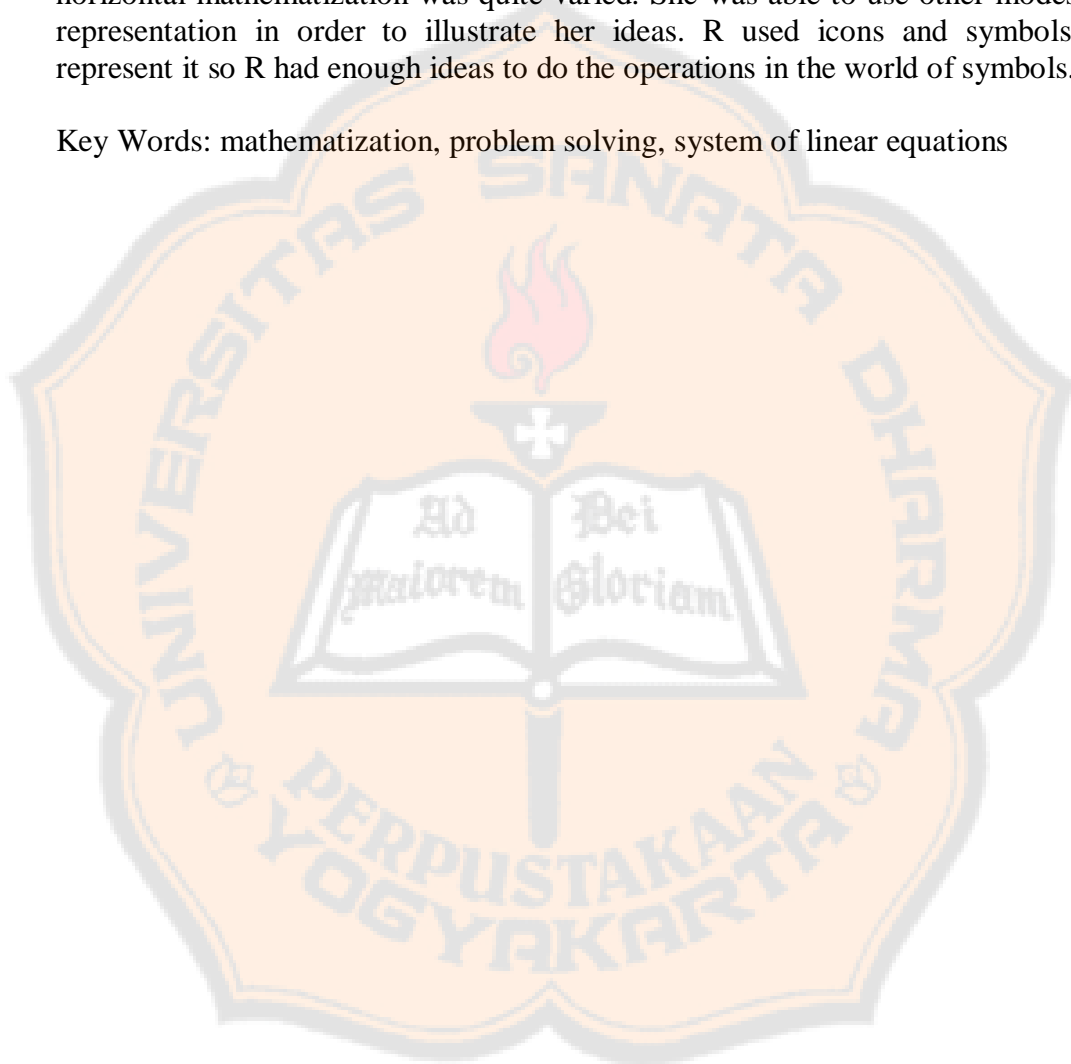 horizontal mathematization was quite varied. She was able to use other modes
representation in order to illustrate her ideas. R used icons and symbols
represent it so R had enough ideas to do the operations in the world of symbols.
Key Words: mathematization, problem solving, system of linear equations
UNIVERSITAS SANATA DHARMA
Ad Dei
Maiorem Gloriam
PERPUSTAKAAN
YOGYAKARTA